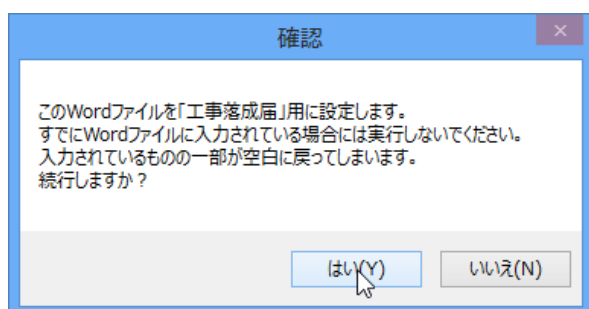 確認
このWordファイルを「工事落成届」用に設定します。
すでにWordファイルに入力されている場合には実行しないでください。
入力されているものの一部が空白に戻ってしまいます。
続行しますか？
はい(Y)
いいえ(N)